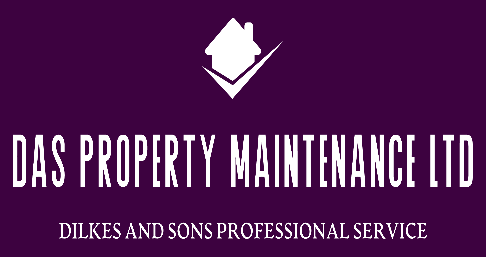 DAS PROPERTY MAINTENANCE LTD
DILKES AND SONS PROFESSIONAL SERVICE